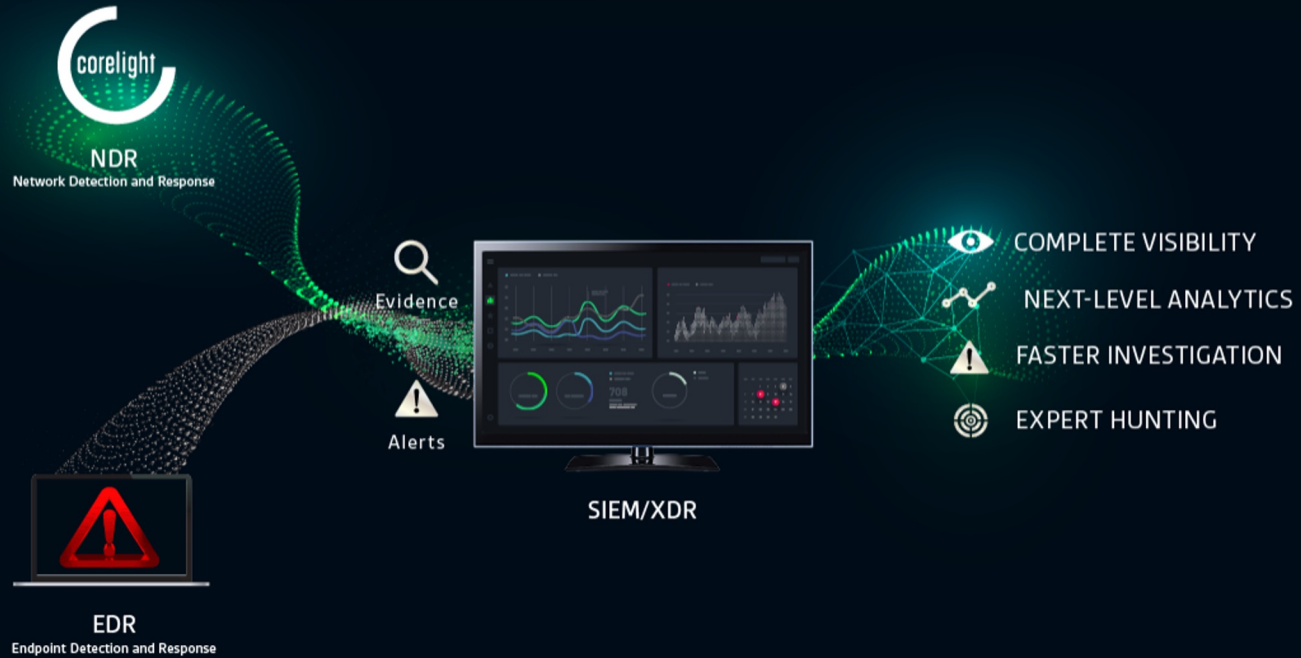 corelight
NDR
Network Detection and Response
Evidence
Alerts
708
SIEM/XDR
COMPLETE VISIBILITY
NEXT-LEVEL ANALYTICS
FASTER INVESTIGATION
EXPERT HUNTING
EDR
Endpoint Detection and Response